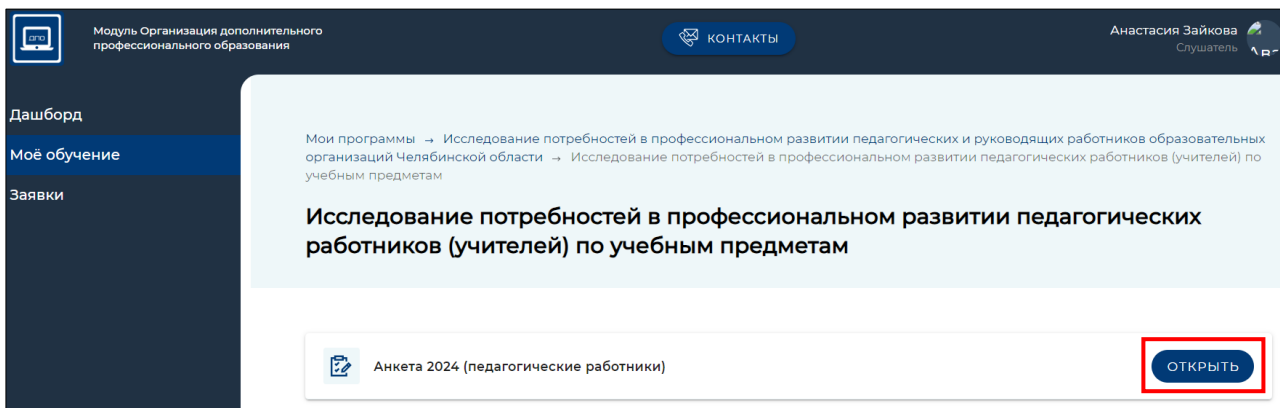 дпо
Модуль Организация дополнительного
профессионального образования
КОНТАКТЫ
Анастасия Зайкова
Слушатель
Дашборд
Моё обучение
Заявки
Мои программы → Исследование потребностей в профессиональном развитии педагогических и руководящих работников образовательных
организаций Челябинской области → Исследование потребностей в профессиональном развитии педагогических работников (учителей) по
учебным предметам
Исследование потребностей в профессиональном развитии педагогических
работников (учителей) по учебным предметам
Анкета 2024 (педагогические работники)
ОТКРЫТЬ